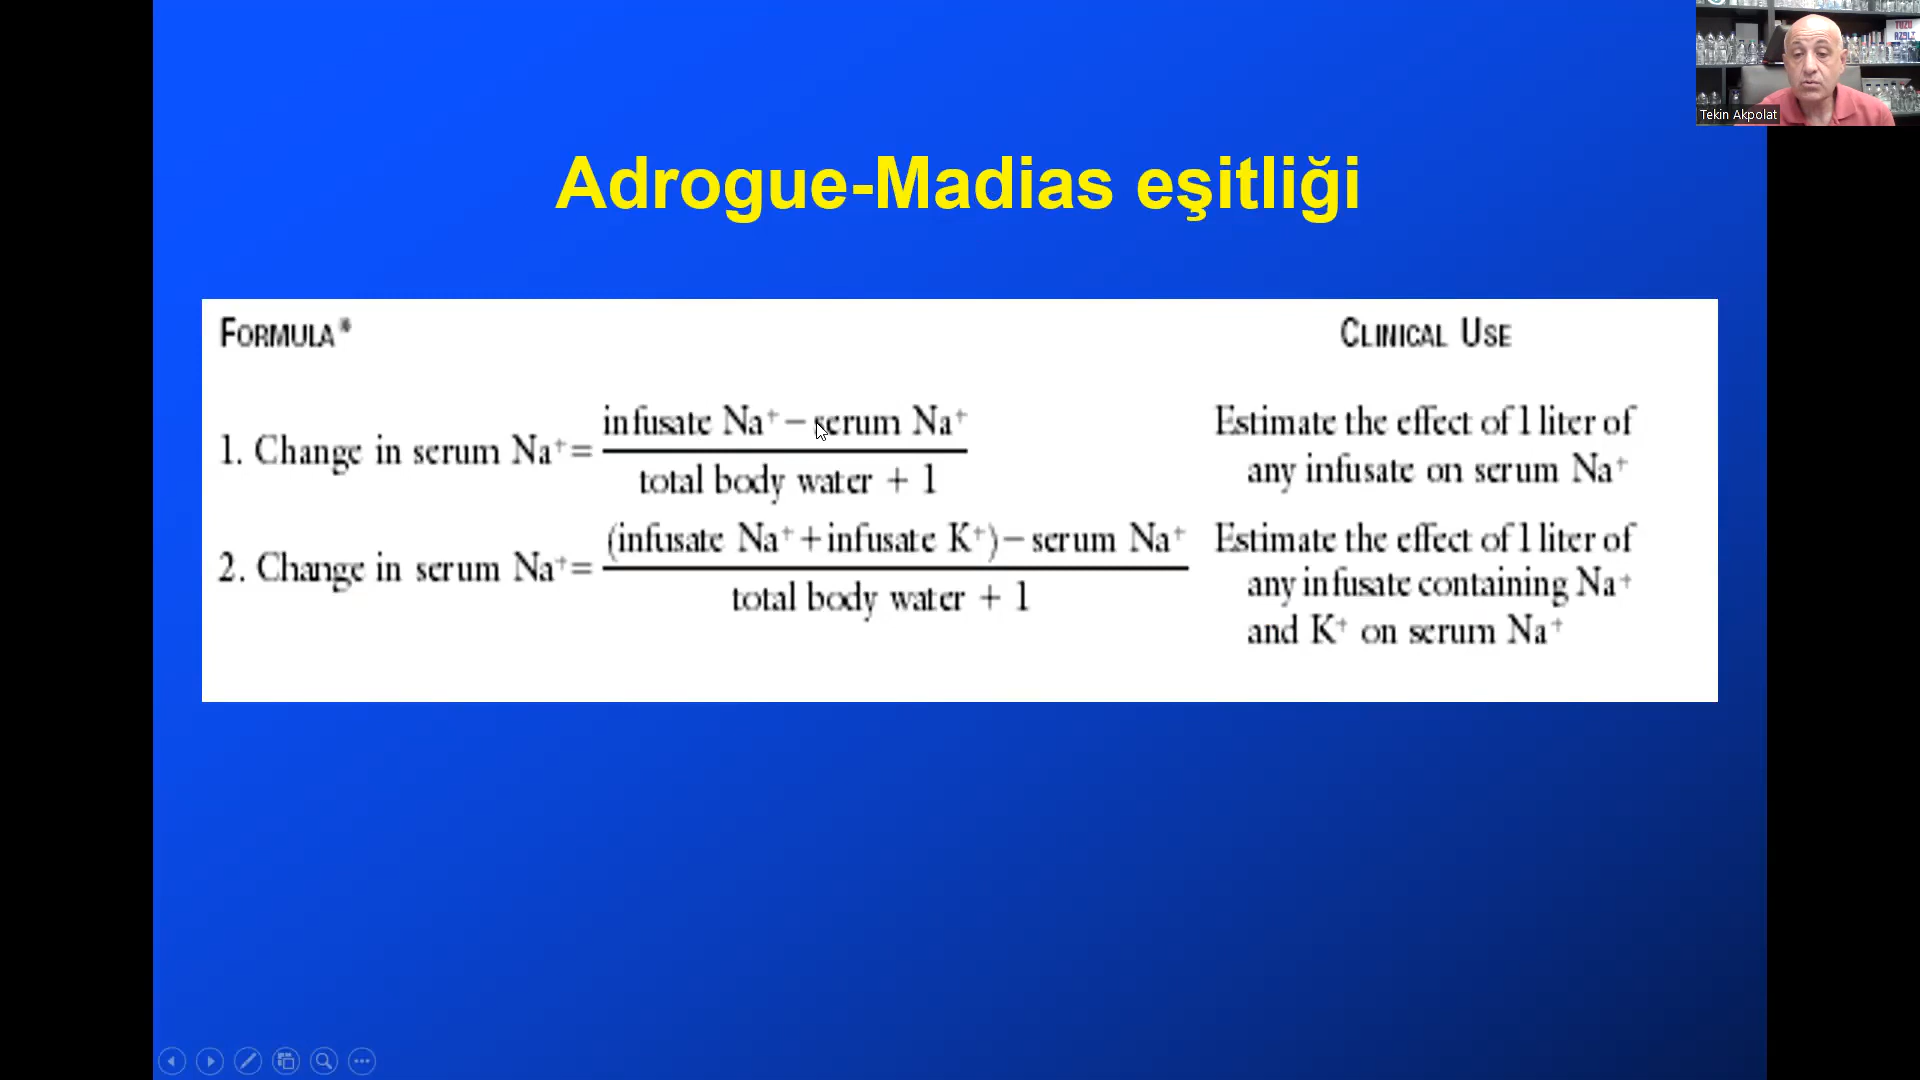 Adrogue-Madias eşitliği
FORMULA* CLINICAL USE
1. Change in serum Na⁺ = infusate Na⁺ − serum Na⁺ / total body water + 1
Estimate the effect of 1 liter of
any infusate on serum Na⁺
2. Change in serum Na⁺ = (infusate Na⁺ + infusate K⁺) − serum Na⁺ / total body water + 1
Estimate the effect of 1 liter of
any infusate containing Na⁺
and K⁺ on serum Na⁺
Tekin Akpolat
TUZU
AZALT